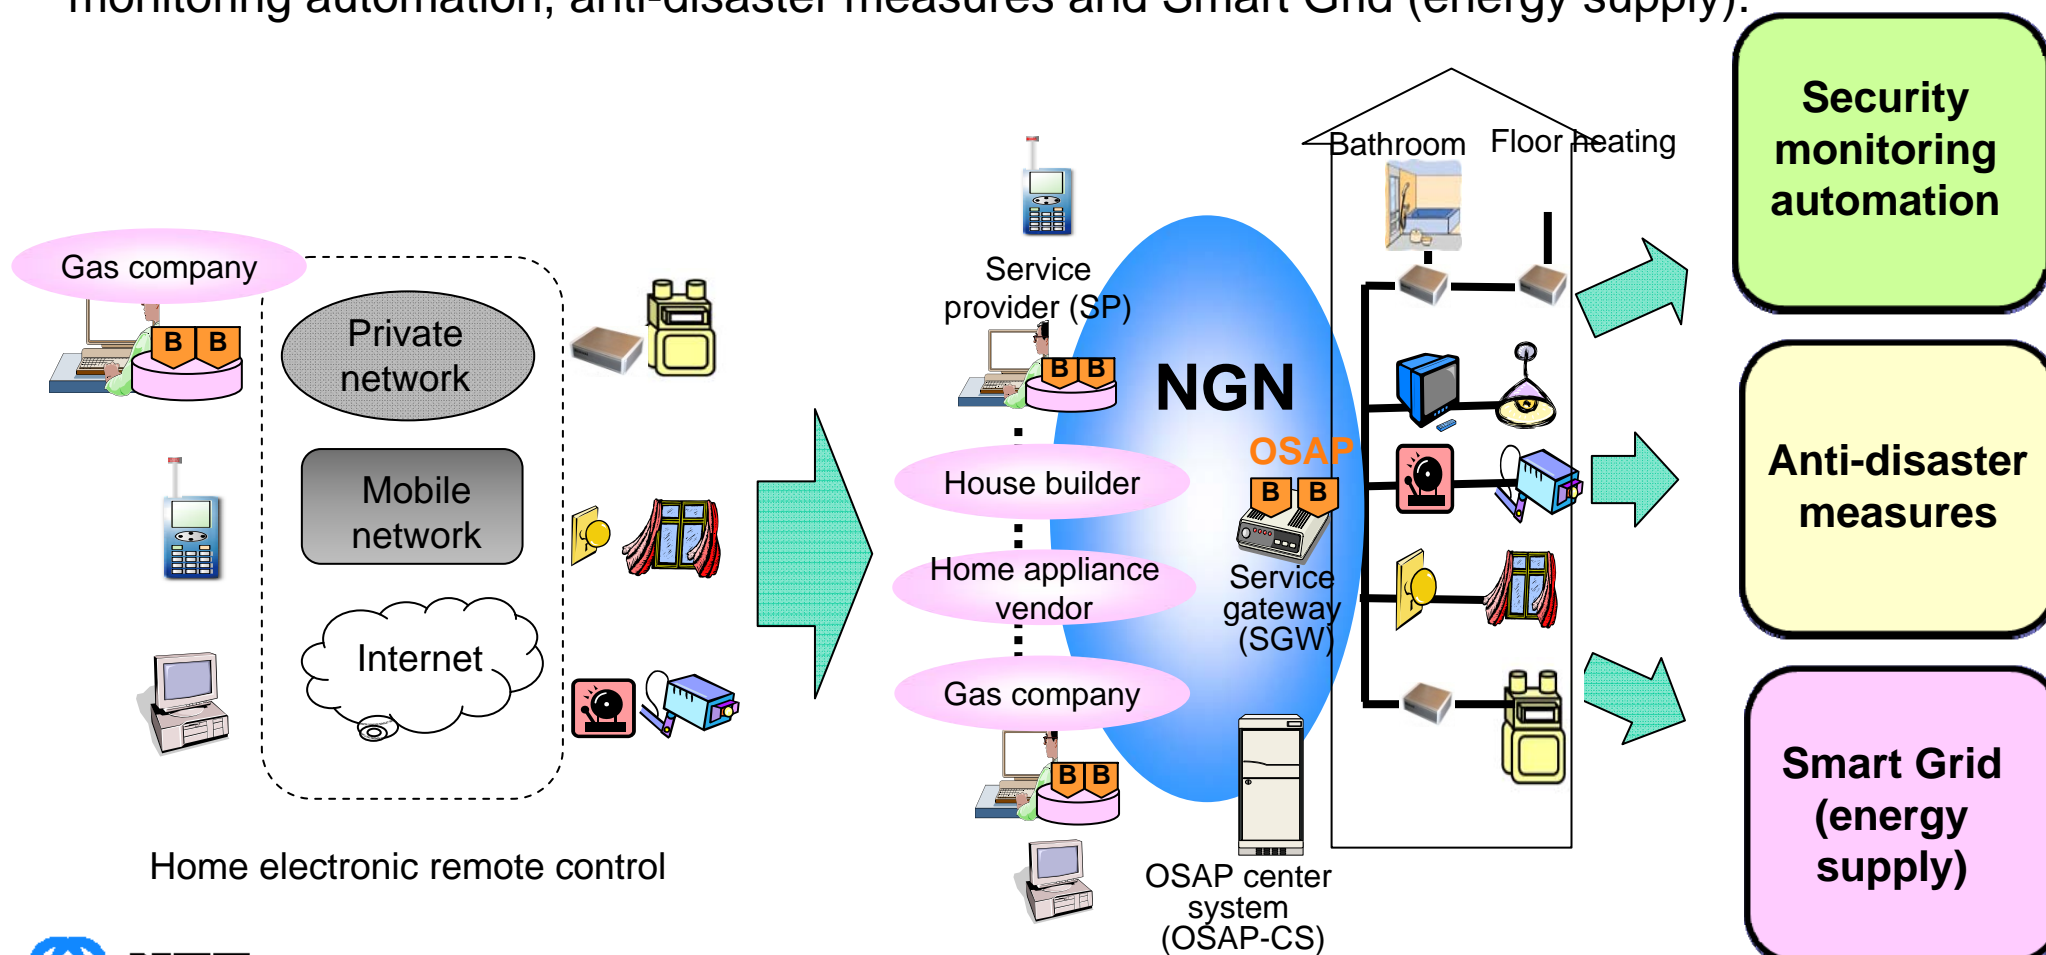 monitoring automation, anti-disaster measures and Smart Grid (energy supply).
Gas company
B B
Private
network
Mobile
network
Internet
Home electronic remote control
Service
provider (SP)
B B
House builder
Home appliance
vendor
Gas company
B B
NGN
OSAP
B B
Service
gateway
(SGW)
OSAP center
system
(OSAP-CS)
Bathroom
Floor heating
Security
monitoring
automation
Anti-disaster
measures
Smart Grid
(energy
supply)